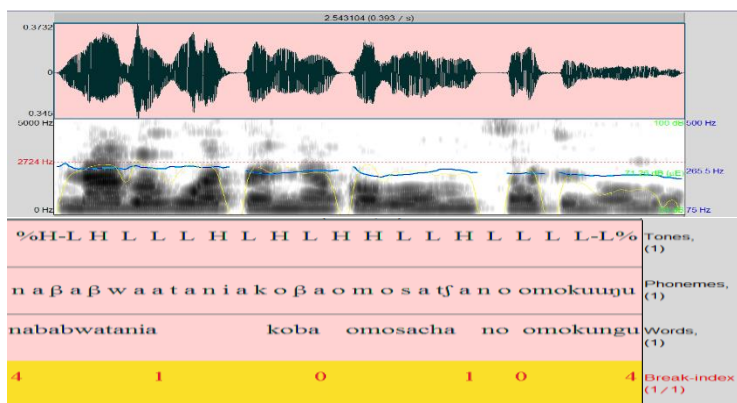 2.543104 (0.393 / s)
0.3732
0
0.345
5000 Hz 100 dB 500 Hz
2724 Hz 205.5 Hz
0 Hz 75 Hz
%H-L H L L L H L H L H H L L H L L L L-L% Tones,
(1)
n a β a β w a a t a n i a k o β a o m o s a tʃ a n o o m o k u u ŋ u Phonemes,
(1)
nababwatania koba omosacha no omokungu Words,
(1)
4 1 0 1 0 4 Break-index
(1/1)